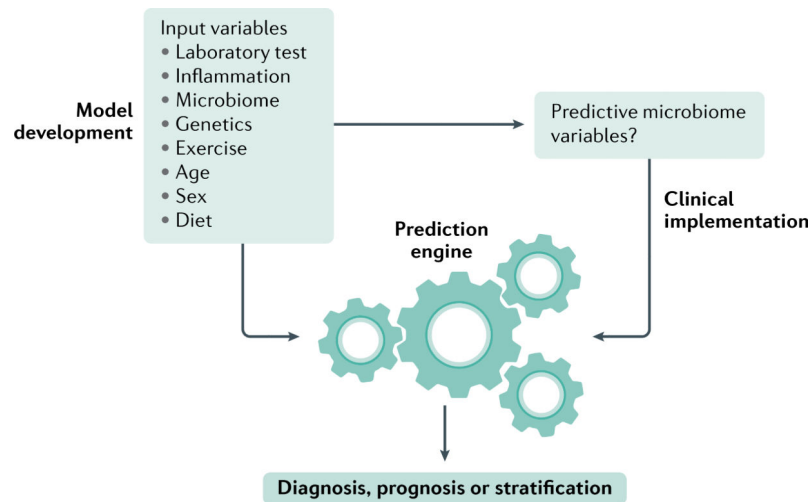 Input variables
• Laboratory test
• Inflammation
• Microbiome
• Genetics
• Exercise
• Age
• Sex
• Diet
Model
development
Predictive microbiome
variables?
Clinical
implementation
Prediction
engine
Diagnosis, prognosis or stratification